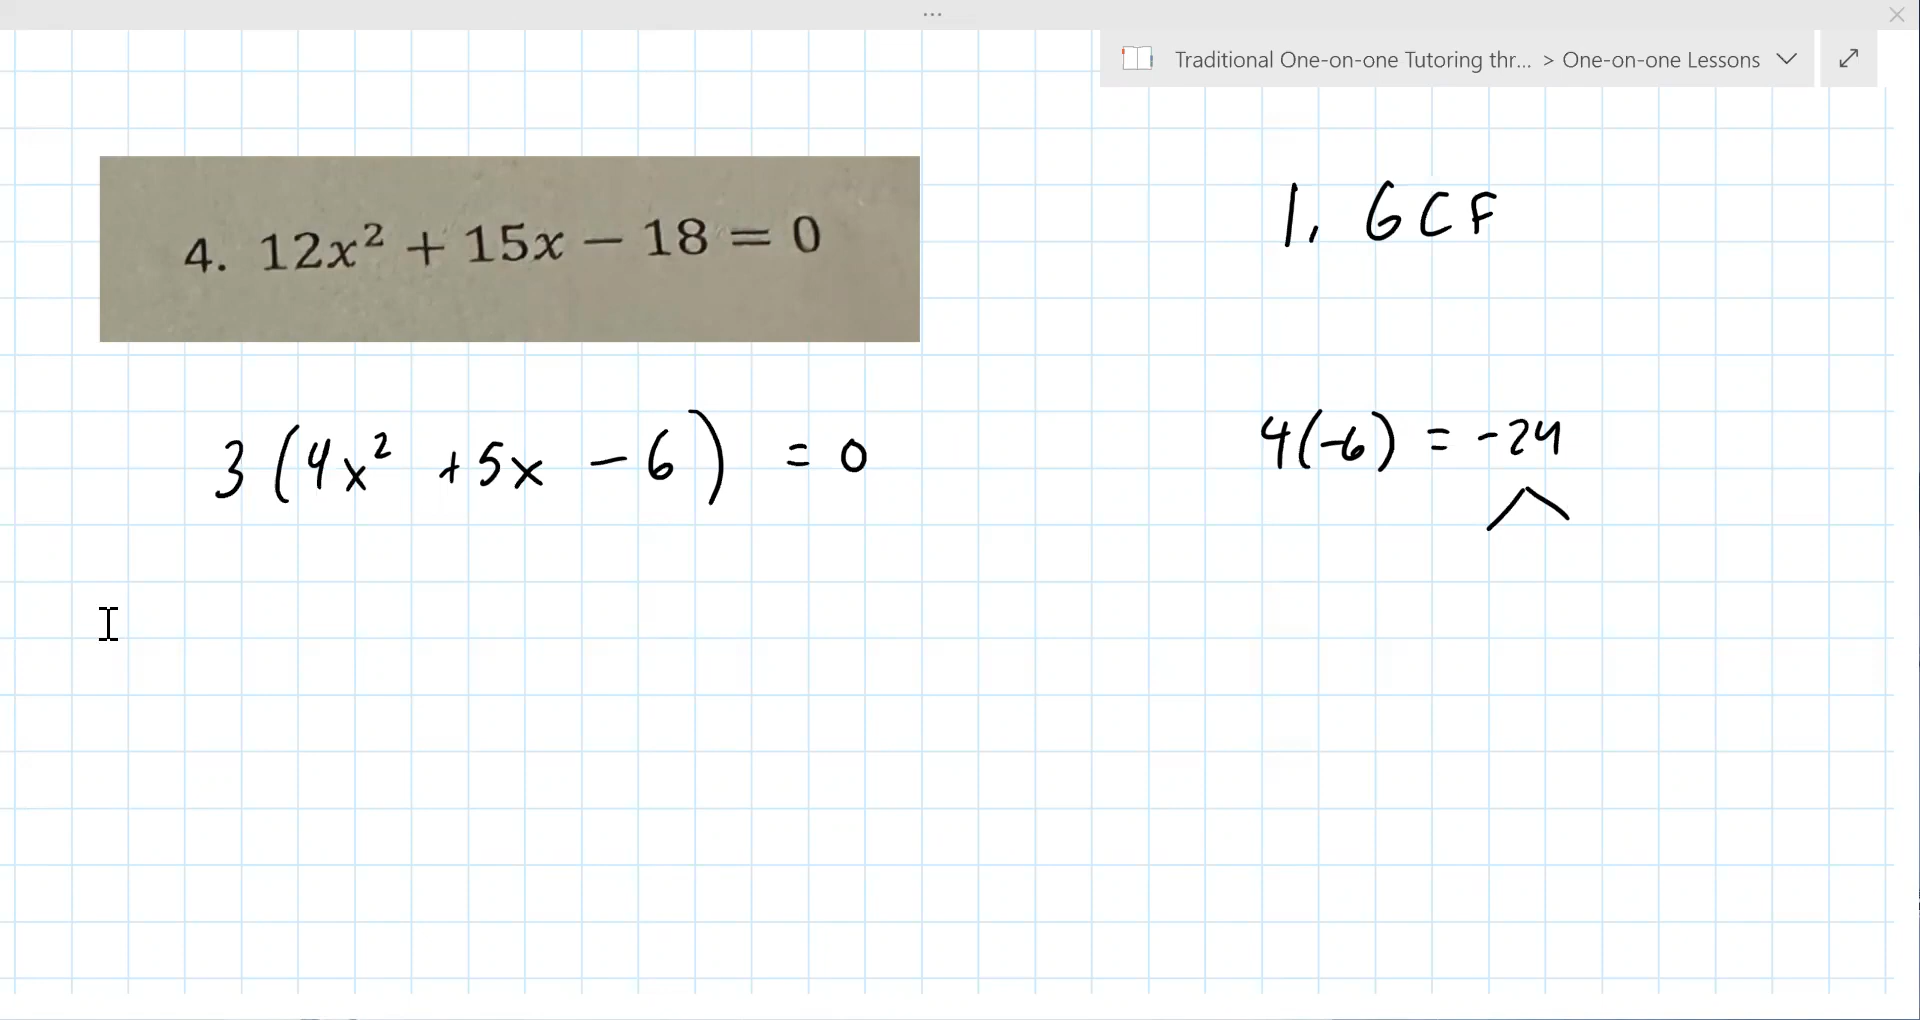 Traditional One-on-one Tutoring thr... > One-on-one Lessons
4. 12x² + 15x − 18 = 0
1. GCF
3 (4x² +5x −6) = 0
4(-6) = -24